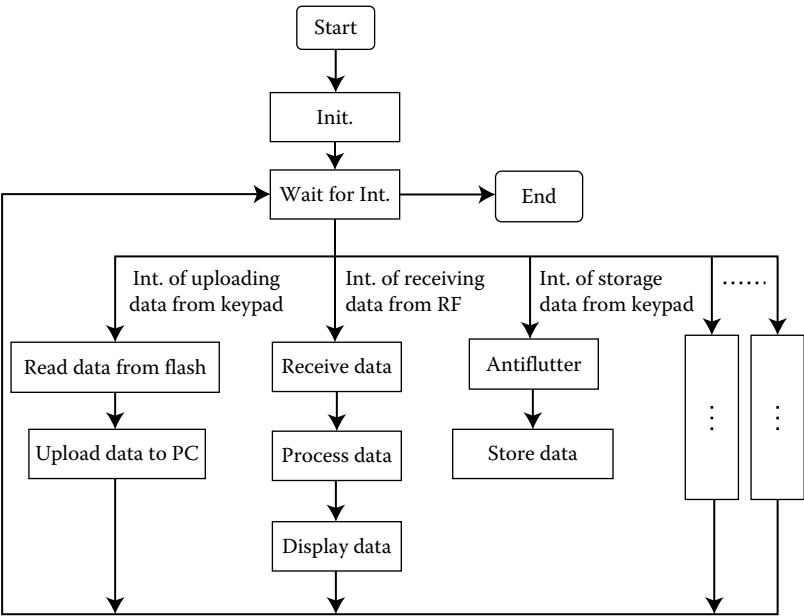 Start
Init.
Wait for Int.
End
Int. of uploading
data from keypad
Int. of receiving
data from RF
Int. of storage
data from keypad
......
Read data from flash
Receive data
Antiflutter
Upload data to PC
Process data
Store data
Display data